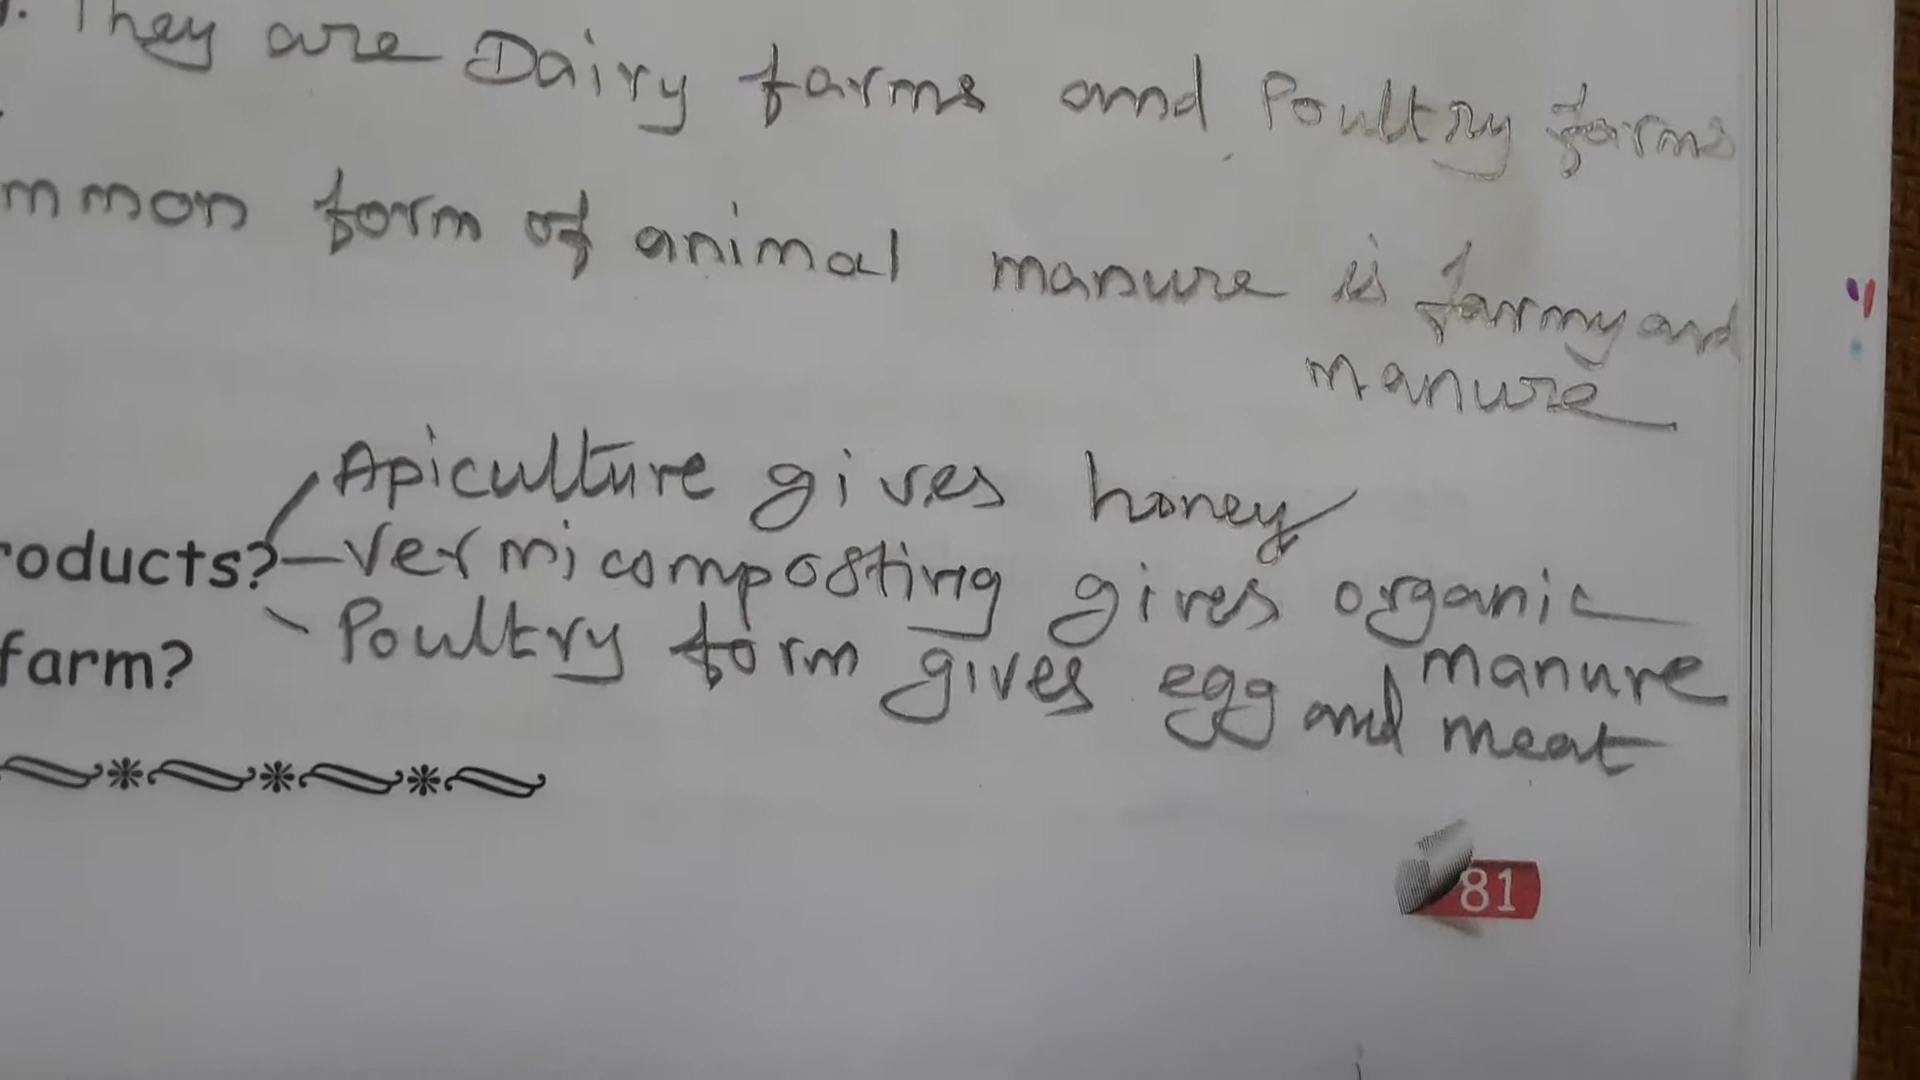 . They are Dairy farms and Poultry farms
mmon form of animal manure is farmyard
manure
Apiculture gives honey
roducts? Vermicomposting gives organic
manure
farm? Poultry form gives egg and meat
81